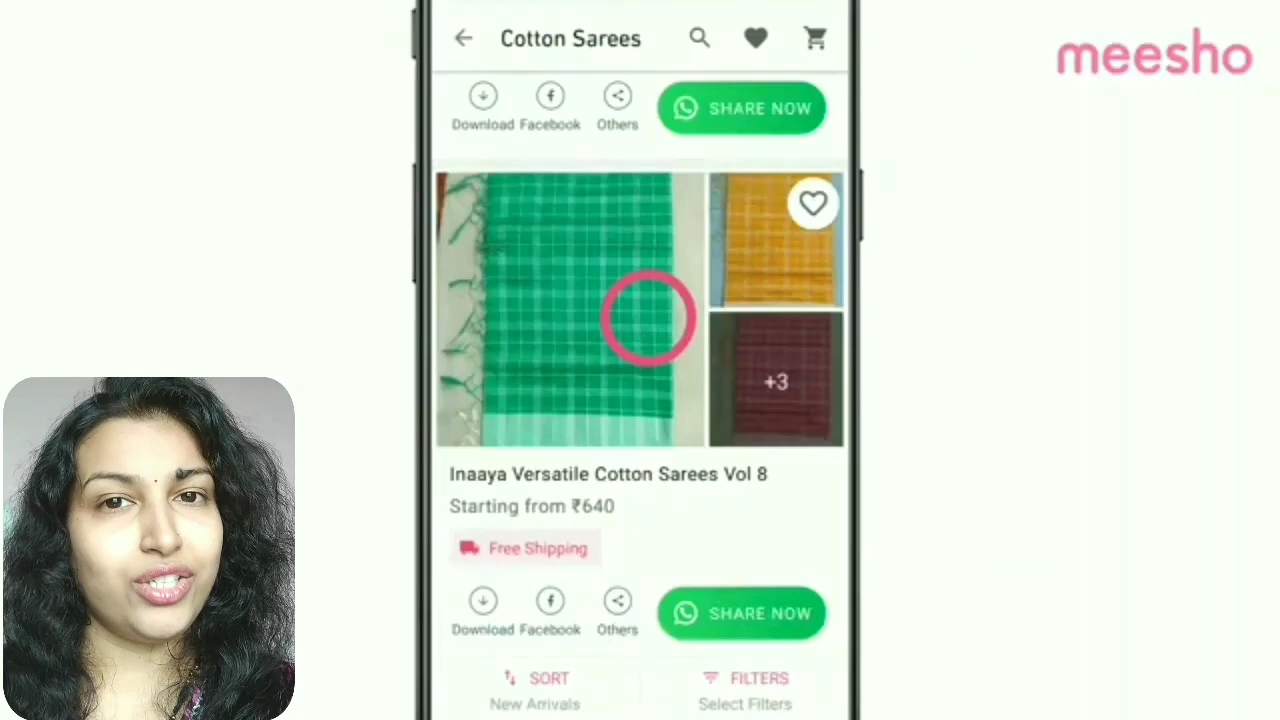 Cotton Sarees
meesho
Download Facebook Others SHARE NOW
+3
Inaaya Versatile Cotton Sarees Vol 8
Starting from ₹640
Free Shipping
Download Facebook Others SHARE NOW
SORT FILTERS
New Arrivals Select Filters